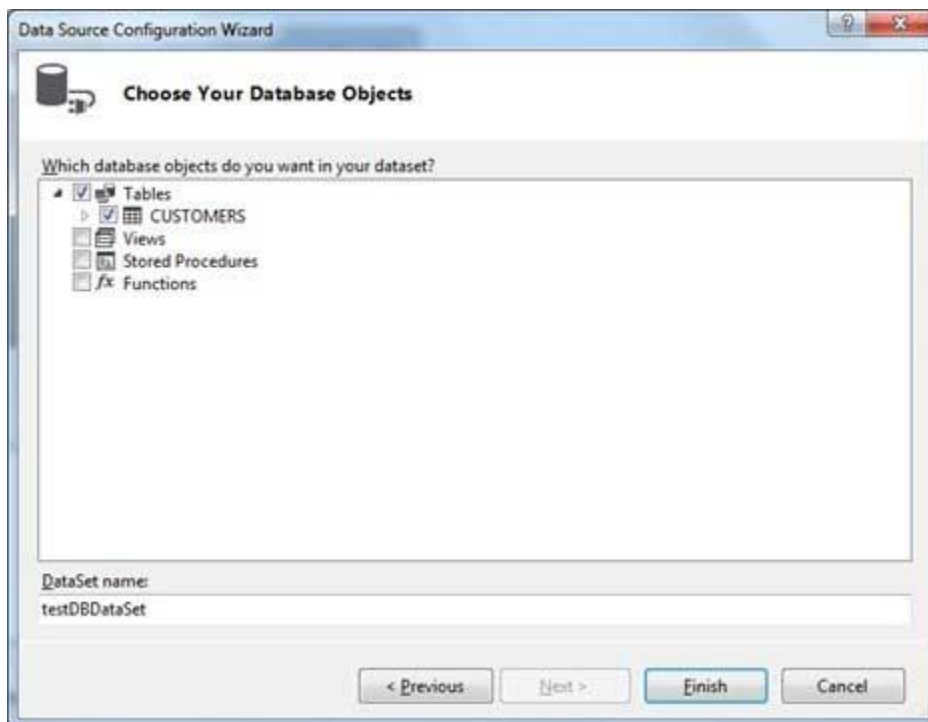 Data Source Configuration Wizard
Choose Your Database Objects
Which database objects do you want in your dataset?
Tables
CUSTOMERS
Views
Stored Procedures
fx Functions
DataSet name:
testDBDataSet
< Previous
Next >
Finish
Cancel